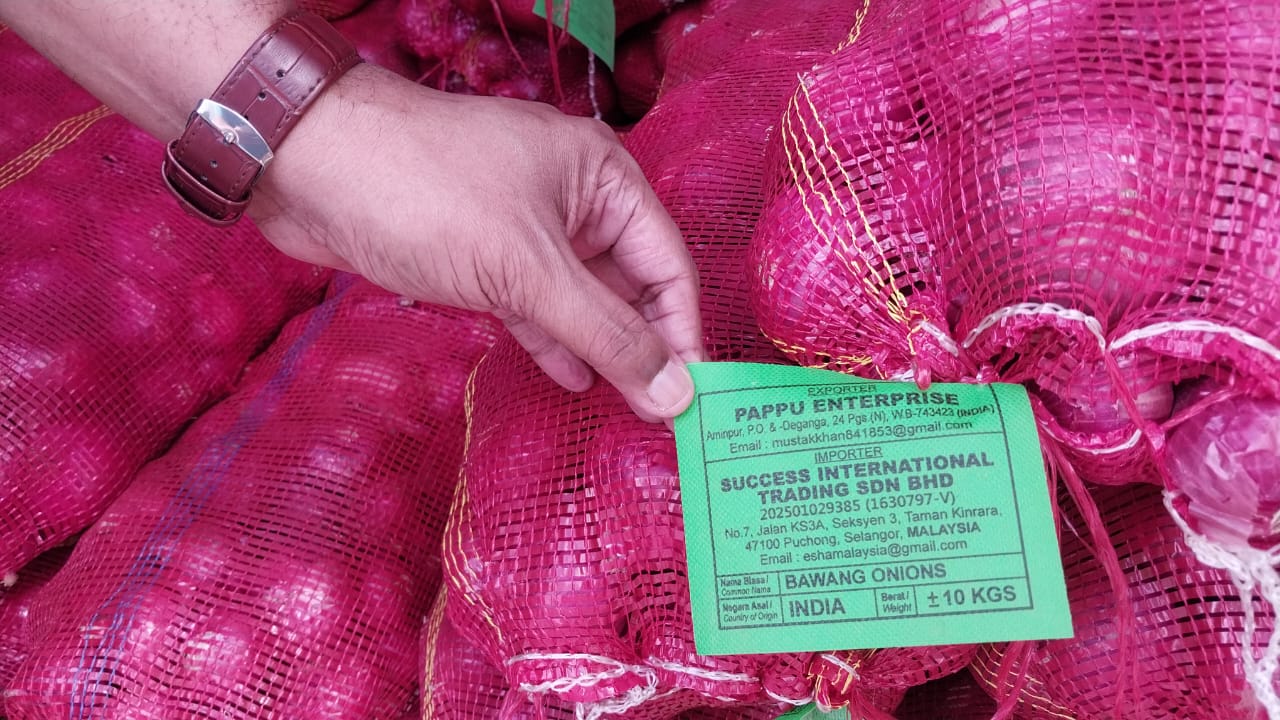 EXPORTER
PAPPU ENTERPRISE
Aminpur, P.O. & -Deganga, 24 Pgs.(N), W.B-743423 (INDIA)
Email : mustakkhan841853@gmail.com
IMPORTER
SUCCESS INTERNATIONAL
TRADING SDN BHD
202501029385 (1630797-V)
No.7, Jalan KS3A, Seksyen 3, Taman Kinrara,
47100 Puchong, Selangor, MALAYSIA
Email : eshamalaysia@gmail.com
Nama Biasa /
Common Name
BAWANG ONIONS
Negara Asal /
Country of Origin
INDIA
Berat /
Weight
± 10 KGS